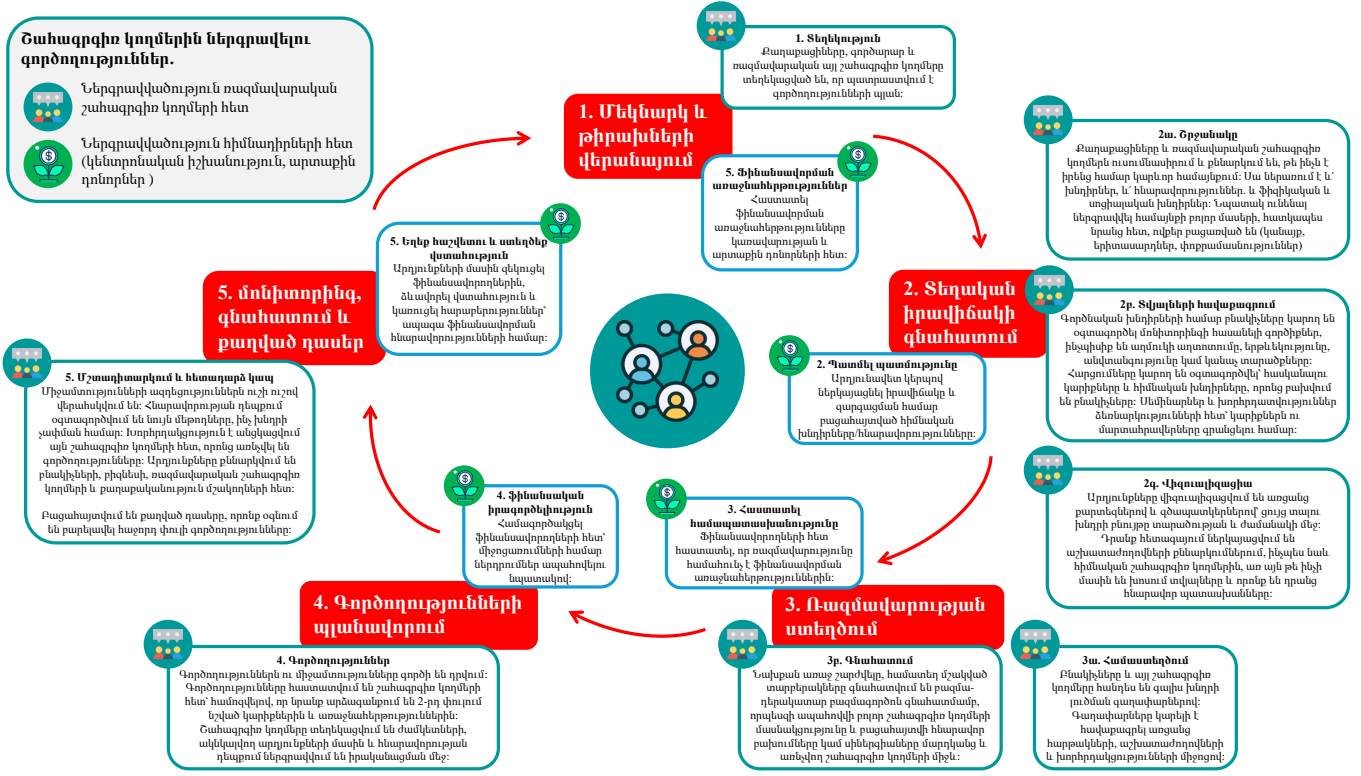 Շահագրգիռ կողմերին ներգրավելու
գործողություններ.
Ներգրավվածություն ռազմավարական
շահագրգիռ կողմերի հետ
Ներգրավվածություն հիմնադիրների հետ
(կենտրոնական իշխանություն, արտաքին
դոնորներ )
1. Տեղեկություն
Քաղաքացիները, գործարար և
ռազմավարական այլ շահագրգիռ կողմերը
տեղեկացված են, որ պատրաստվում է
գործողությունների պլան:
1. Մեկնարկ և
թիրախների
վերանայում
5. Ֆինանսավորման
առաջնահերթություններ
Հաստատել
ֆինանսավորման
առաջնահերթությունները
կառավարության և
արտաքին դոնորների հետ:
2ա. Շրջանակը
Քաղաքացիները և ռազմավարական շահագրգիռ
կողմերն ուսումնասիրում և քննարկում են, թե ինչն է
իրենց համար կարևոր համայնքում: Սա ներառում է և՛
խնդիրներ, և՛ հնարավորություններ. և ֆիզիկական և
սոցիալական խնդիրներ: Նպատակ ունենալ
ներգրավվել համայնքի բոլոր մասերի, հատկապես
նրանց հետ, ովքեր բացառված են (կանայք,
երիտասարդներ, փոքրամասնություններ)
2. Տեղական
իրավիճակի
գնահատում
2բ. Տվյալների հավաքագրում
Գործնական խնդիրների համար բնակիչները կարող են
օգտագործել մոնիտորինգի հասանելի գործիքներ,
ինչպիսիք են աղմուկի աղտոտումը, երթևեկությունը,
անվտանգությունը կամ կանաչ տարածքները:
Հարցումները կարող են օգտագործվել՝ հասկանալու
կարիքները և հիմնական խնդիրները, որոնց բախվում
են բնակիչները: Սեմինարներ և խորհրդատվություններ
ձեռնարկությունների հետ՝ կարիքներն ու
մարտահրավերները գրանցելու համար:
2. Պատմել պատմությունը
Արդյունավետ կերպով
ներկայացնել իրավիճակը և
զարգացման համար
բացահայտված հիմնական
խնդիրները/հնարավորությունները:
2գ. Վիզուալիզացիա
Արդյունքները վիզուալիզացվում են առցանց
քարտեզներով և գծապատկերներով՝ ցույց տալու
խնդրի բնույթը տարածության և ժամանակի մեջ:
Դրանք հետագայում ներկայացվում են
աշխատաժողովների քննարկումներում, ինչպես նաև
հիմնական շահագրգիռ կողմերին, առ այն թե ինչի
մասին են խոսում տվյալները և որոնք են դրանց
հնարավոր պատասխանները:
3. Հաստատել
համապատասխանությունը
Ֆինանսավորողների հետ
հաստատել, որ ռազմավարությունը
համահունչ է ֆինանսավորման
առաջնահերթություններին:
3. Ռազմավարության
ստեղծում
3ա. Համաստեղծում
Բնակիչները և այլ շահագրգիռ
կողմերը հանդես են գալիս խնդրի
լուծման գաղափարներով:
Գաղափարները կարելի է
հավաքագրել առցանց
հարթակների, աշխատաժողովների
և խորհրդակցությունների միջոցով:
3բ. Գնահատում
Նախքան առաջ շարժվելը, համատեղ մշակված
տարբերակները գնահատվում են բազմա-
դերակատար բազմագործոն գնահատմամբ,
որպեսզի ապահովվի բոլոր շահագրգիռ կողմերի
մասնակցությունը և բացահայտվի հնարավոր
բախումները կամ սիներգիաները մարդկանց և
առնչվող շահագրգիռ կողմերի միջև:
4. Ֆինանսական
իրագործելիություն
Համագործակցել
ֆինանսավորողների հետ՝
միջոցառումների համար
ներդրումներ ապահովելու
նպատակով:
4. Գործողությունների
պլանավորում
4. Գործողություններ
Գործողություններն ու միջամտությունները գործի են դրվում:
Գործողությունները հաստատվում են շահագրգիռ կողմերի
հետ՝ համոզվելով, որ նրանք արձագանքում են 2-րդ փուլում
նշված կարիքներին և առաջնահերթություններին:
Շահագրգիռ կողմերը տեղեկացվում են ժամկետների,
ակնկալվող արդյունքների մասին և հնարավորության
դեպքում ներգրավվում են իրականացման մեջ:
5. Եղեք հաշվետու և ստեղծեք
վստահություն
Արդյունքների մասին զեկուցել
ֆինանսավորողներին,
ձևավորել վստահություն և
կառուցել հարաբերություններ՝
ապագա ֆինանսավորման
հնարավորությունների համար:
5. մոնիտորինգ,
գնահատում և
քաղված դասեր
5. Մշտադիտարկում և հետադարձ կապ
Միջամտությունների ազդեցություններն ուշի ուշով
վերահսկվում են: Հնարավորության դեպքում
օգտագործվում են նույն մեթոդները, ինչ խնդրի
չափման համար: Խորհրդակցություն է անցկացվում
այն շահագրգիռ կողմերի հետ, որոնց առնչվել են
գործողությունները: Արդյունքները քննարկվում են
բնակիչների, բիզնեսի, ռազմավարական շահագրգիռ
կողմերի և քաղաքականություն մշակողների հետ:
Բացահայտվում են քաղված դասերը, որոնք օգնում
են բարելավել հաջորդ փուլի գործողությունները: